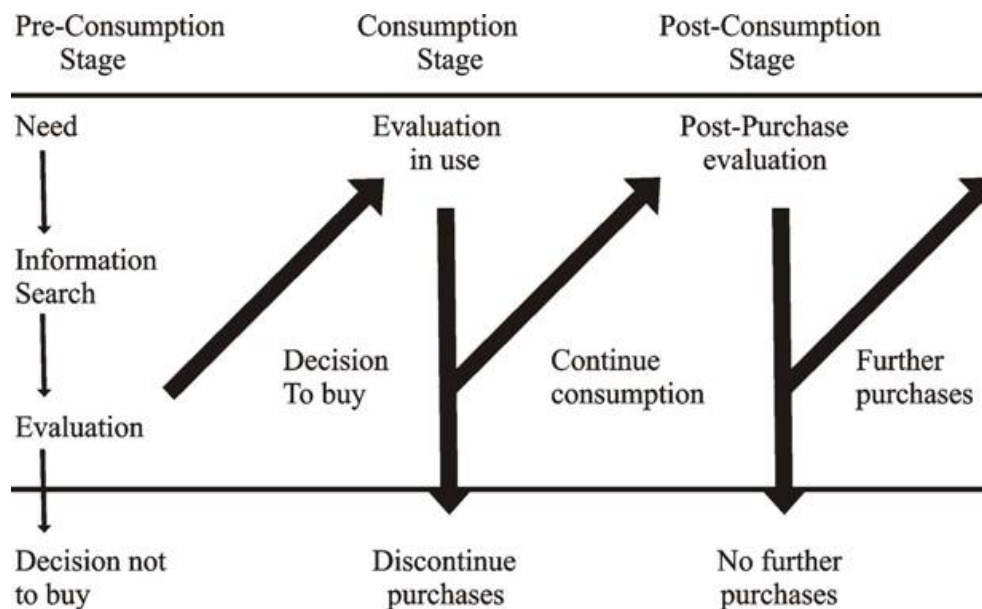 Pre-Consumption
Stage
Consumption
Stage
Post-Consumption
Stage
Need
Information
Search
Evaluation
Decision not
to buy
Decision
To buy
Evaluation
in use
Discontinue
purchases
Continue
consumption
Post-Purchase
evaluation
No further
purchases
Further
purchases